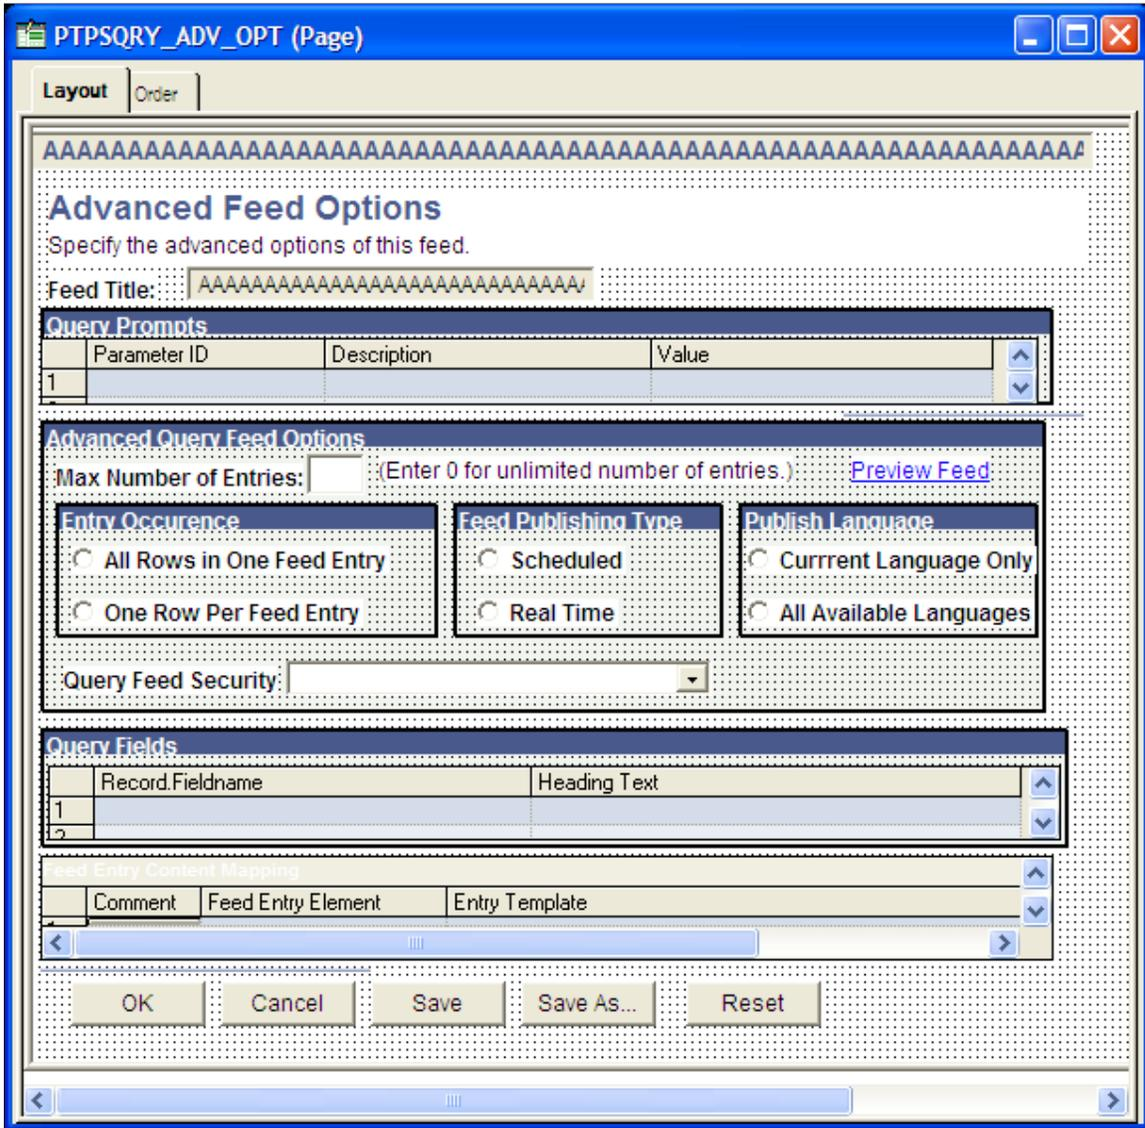 PTPSQRY_ADV_OPT (Page)
Layout Order
AAAAAAAAAAAAAAAAAAAAAAAAAAAAAAAAAAAAAAAAAAAAAAAAAAAAAAAAAAAAAA
Advanced Feed Options
Specify the advanced options of this feed.
Feed Title: AAAAAAAAAAAAAAAAAAAAAAAAAAAAA
Query Prompts
Parameter ID Description Value
1
Advanced Query Feed Options
Max Number of Entries: (Enter 0 for unlimited number of entries.) Preview Feed
Entry Occurence Feed Publishing Type Publish Language
All Rows in One Feed Entry Scheduled Currrent Language Only
One Row Per Feed Entry Real Time All Available Languages
Query Feed Security:
Query Fields
Record.Fieldname Heading Text
1
2
Feed Entry Content Mapping
Comment Feed Entry Element Entry Template
OK Cancel Save Save As... Reset